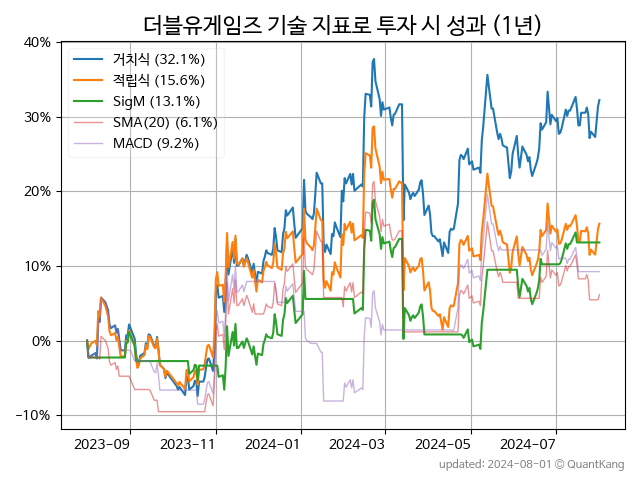 더블유게임즈 기술 지표로 투자 시 성과 (1년)
40%
30%
20%
10%
0%
-10%
거치식 (32.1%)
적립식 (15.6%)
SigM (13.1%)
SMA(20) (6.1%)
MACD (9.2%)
2023-09
2023-11
2024-01
2024-03
2024-05
2024-07
updated: 2024-08-01 © QuantKang